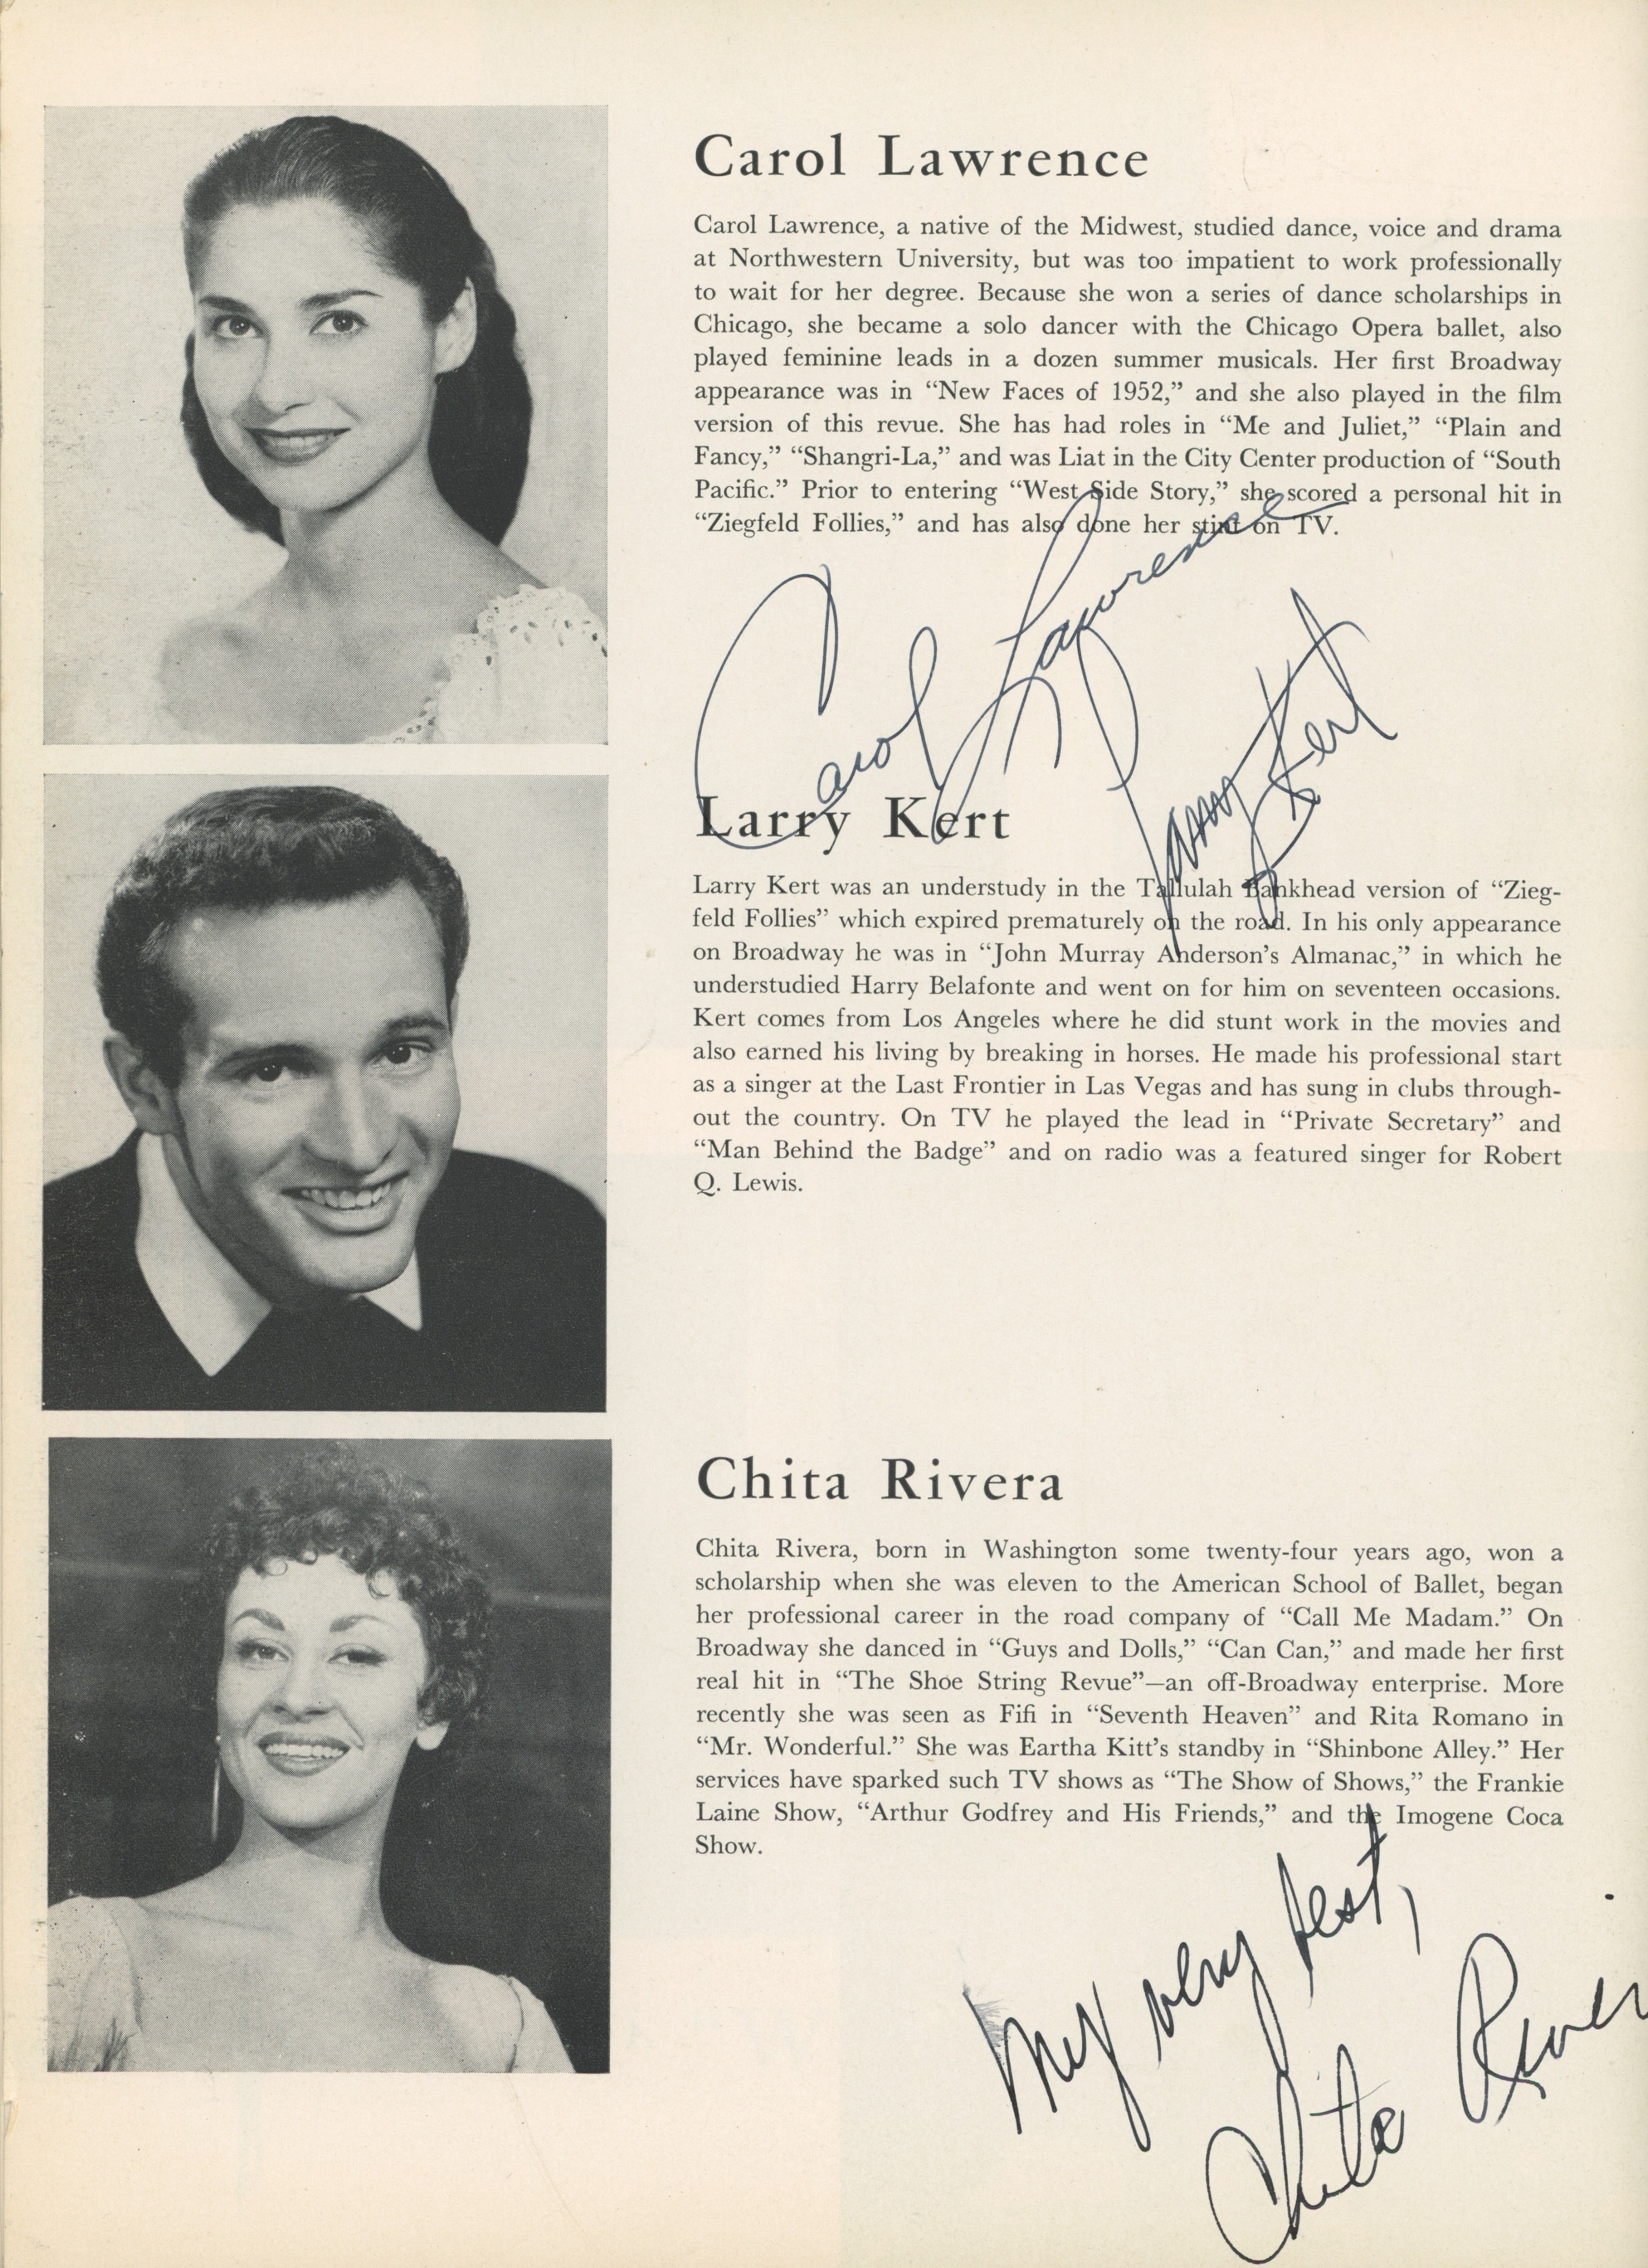 Carol Lawrence
Carol Lawrence, a native of the Midwest, studied dance, voice and drama
at Northwestern University, but was too impatient to work professionally
to wait for her degree. Because she won a series of dance scholarships in
Chicago, she became a solo dancer with the Chicago Opera ballet, also
played feminine leads in a dozen summer musicals. Her first Broadway
appearance was in “New Faces of 1952,” and she also played in the film
version of this revue. She has had roles in “Me and Juliet,” “Plain and
Fancy,” “Shangri-La,” and was Liat in the City Center production of “South
Pacific.” Prior to entering “West Side Story,” she scored a personal hit in
“Ziegfeld Follies,” and has also done her stint on TV.
Carol Lawrence
Larry Kert
Larry Kert
Larry Kert was an understudy in the Tallulah Bankhead version of “Zieg-
feld Follies” which expired prematurely on the road. In his only appearance
on Broadway he was in “John Murray Anderson’s Almanac,” in which he
understudied Harry Belafonte and went on for him on seventeen occasions.
Kert comes from Los Angeles where he did stunt work in the movies and
also earned his living by breaking in horses. He made his professional start
as a singer at the Last Frontier in Las Vegas and has sung in clubs through-
out the country. On TV he played the lead in “Private Secretary” and
“Man Behind the Badge” and on radio was a featured singer for Robert
Q. Lewis.
Chita Rivera
Chita Rivera, born in Washington some twenty-four years ago, won a
scholarship when she was eleven to the American School of Ballet, began
her professional career in the road company of “Call Me Madam.” On
Broadway she danced in “Guys and Dolls,” “Can Can,” and made her first
real hit in “The Shoe String Revue”—an off-Broadway enterprise. More
recently she was seen as Fifi in “Seventh Heaven” and Rita Romano in
“Mr. Wonderful.” She was Eartha Kitt’s standby in “Shinbone Alley.” Her
services have sparked such TV shows as “The Show of Shows,” the Frankie
Laine Show, “Arthur Godfrey and His Friends,” and the Imogene Coca
Show.
My very best,
Chita River